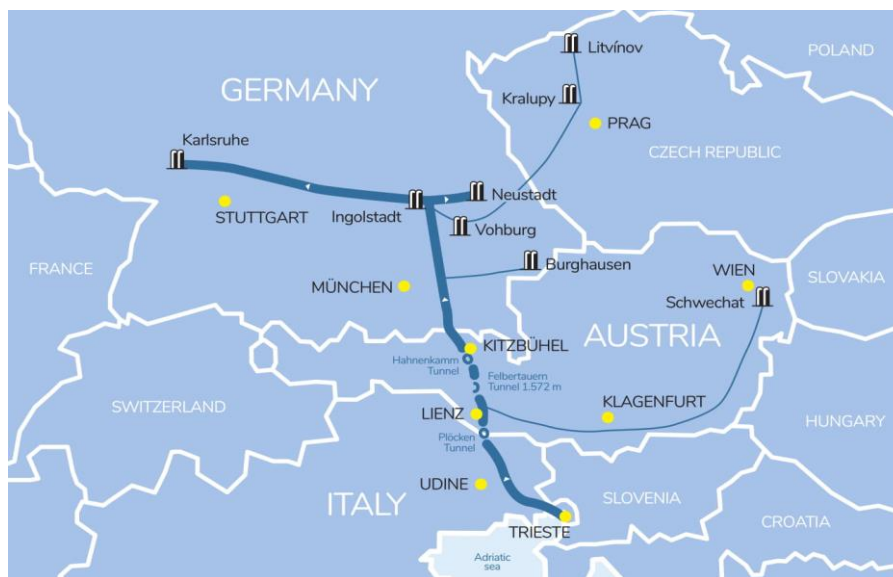 Litvínov
POLAND
GERMANY
Kralupy
PRAG
Karlsruhe
CZECH REPUBLIC
Neustadt
STUTTGART
Ingolstadt
Vohburg
FRANCE
Burghausen
WIEN
SLOVAKIA
MÜNCHEN
Schwechat
AUSTRIA
KITZBÜHEL
Hahnenkamm
Tunnel
Felbertauern
Tunnel 1.572 m
SWITZERLAND
LIENZ
KLAGENFURT
HUNGARY
Plöcken
Tunnel
UDINE
ITALY
SLOVENIA
CROATIA
TRIESTE
Adriatic
sea